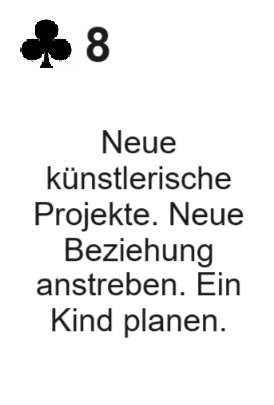 8
Neue
künstlerische
Projekte. Neue
Beziehung
anstreben. Ein
Kind planen.